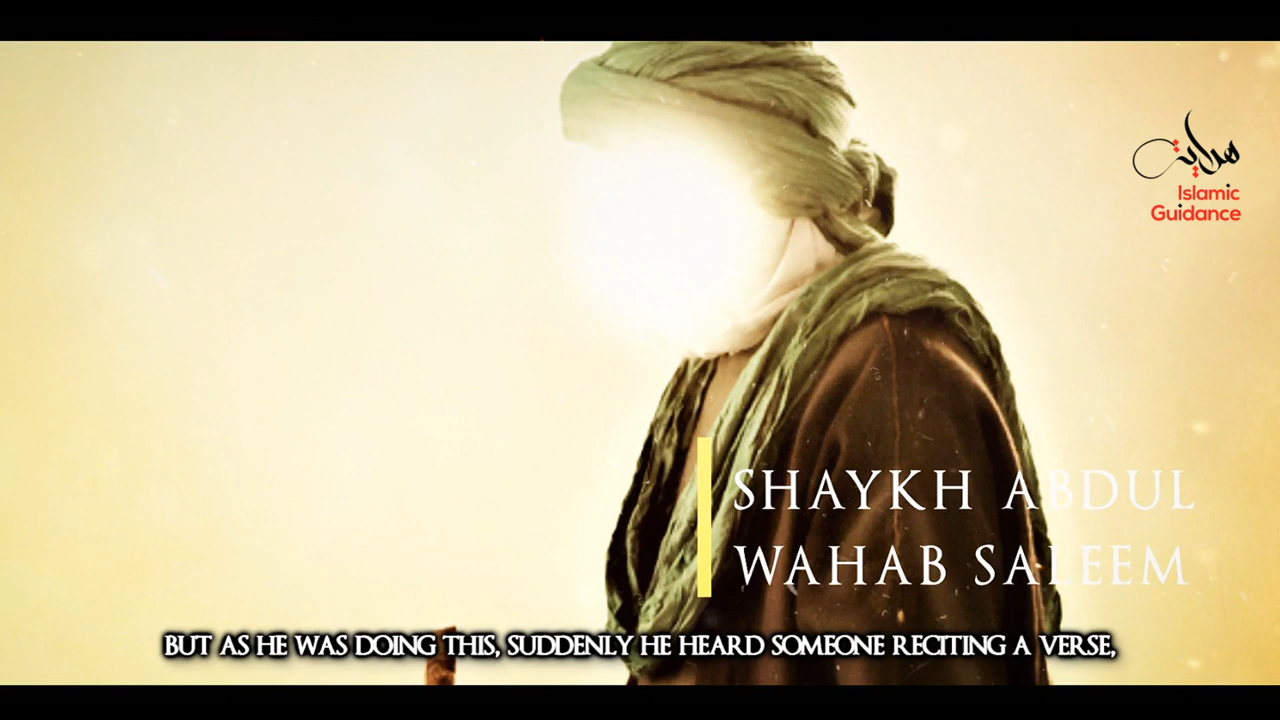 هداية
Islamic
Guidance
SHAYKH ABDUL
WAHAB SALEEM
BUT AS HE WAS DOING THIS, SUDDENLY HE HEARD SOMEONE RECITING A VERSE,